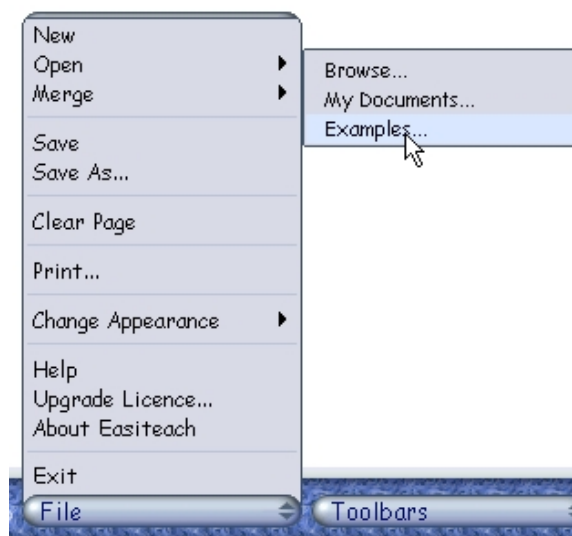 New
Open
Merge
Save
Save As...
Clear Page
Print...
Change Appearance
Help
Upgrade Licence...
About Easiteach
Exit
File
Browse...
My Documents...
Examples...
Toolbars